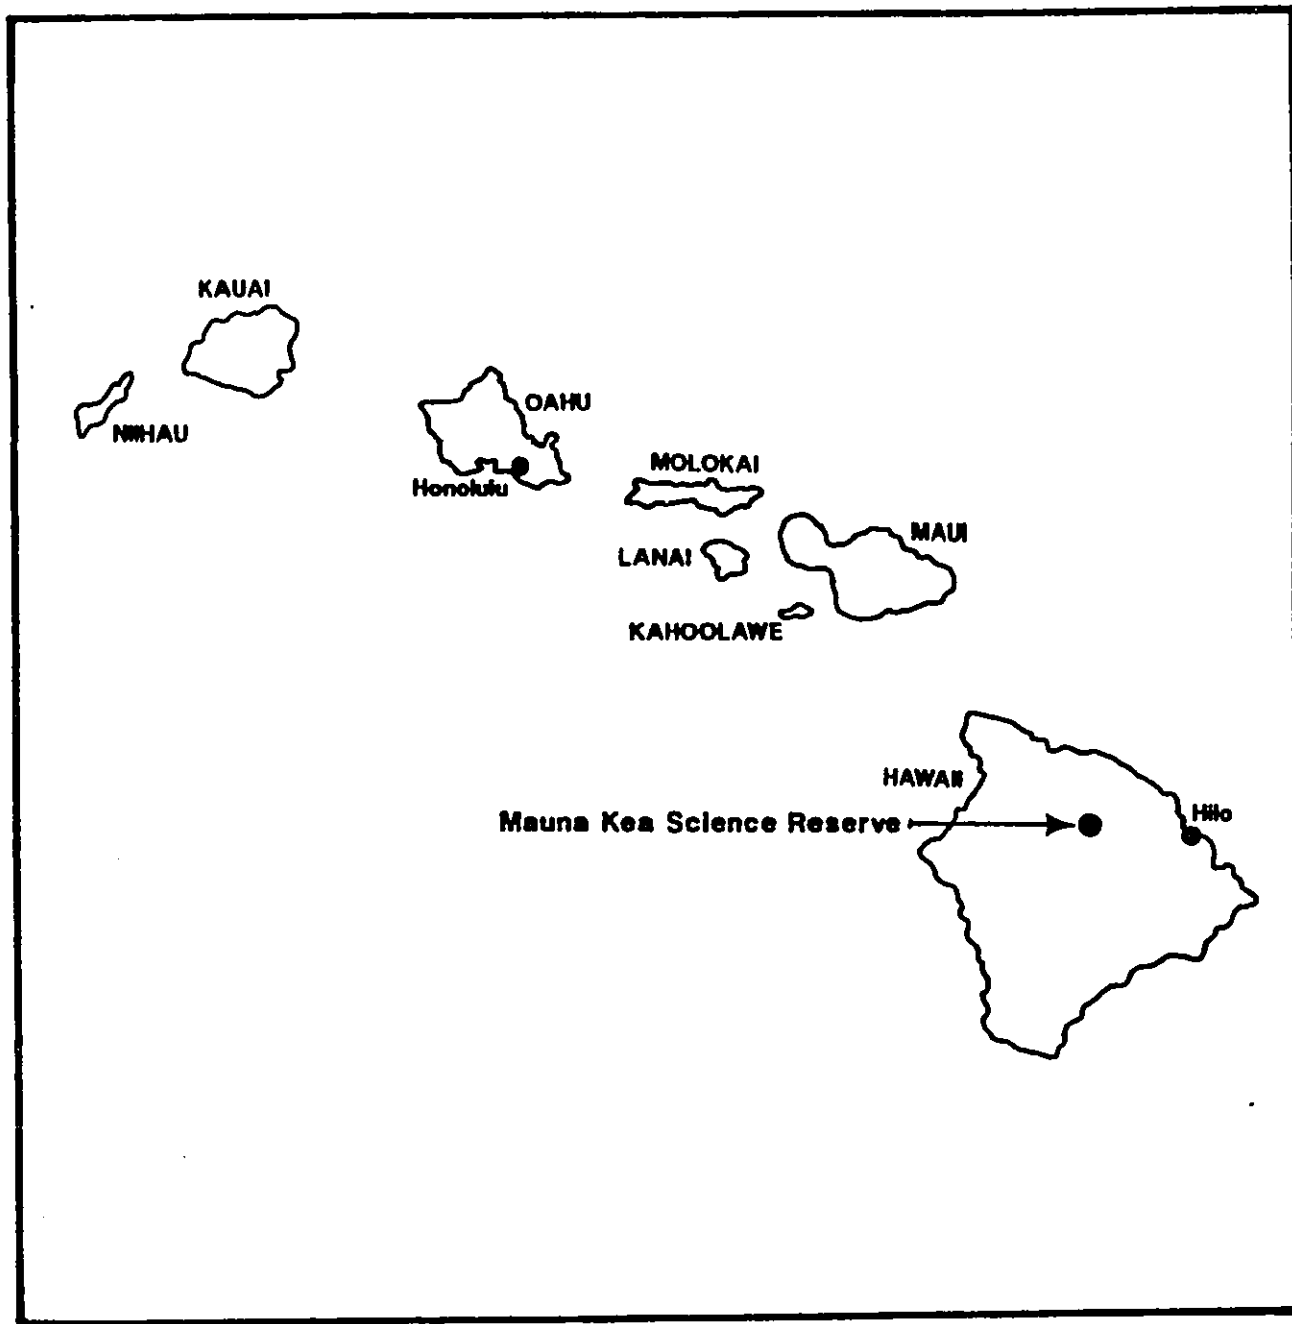 KAUAI
NIIHAU
OAHU
Honolulu
MOLOKAI
LANAI
MAUI
KAHOOLAWE
HAWAII
Mauna Kea Science Reserve
Hilo